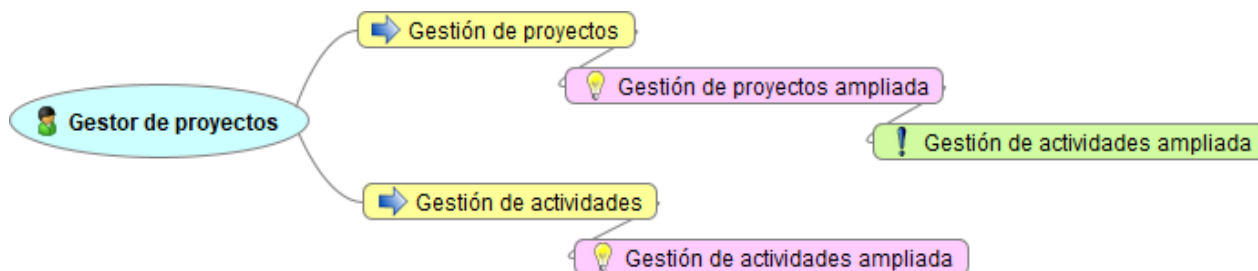 Gestión de proyectos
Gestión de proyectos ampliada
Gestor de proyectos
Gestión de actividades ampliada
Gestión de actividades
Gestión de actividades ampliada